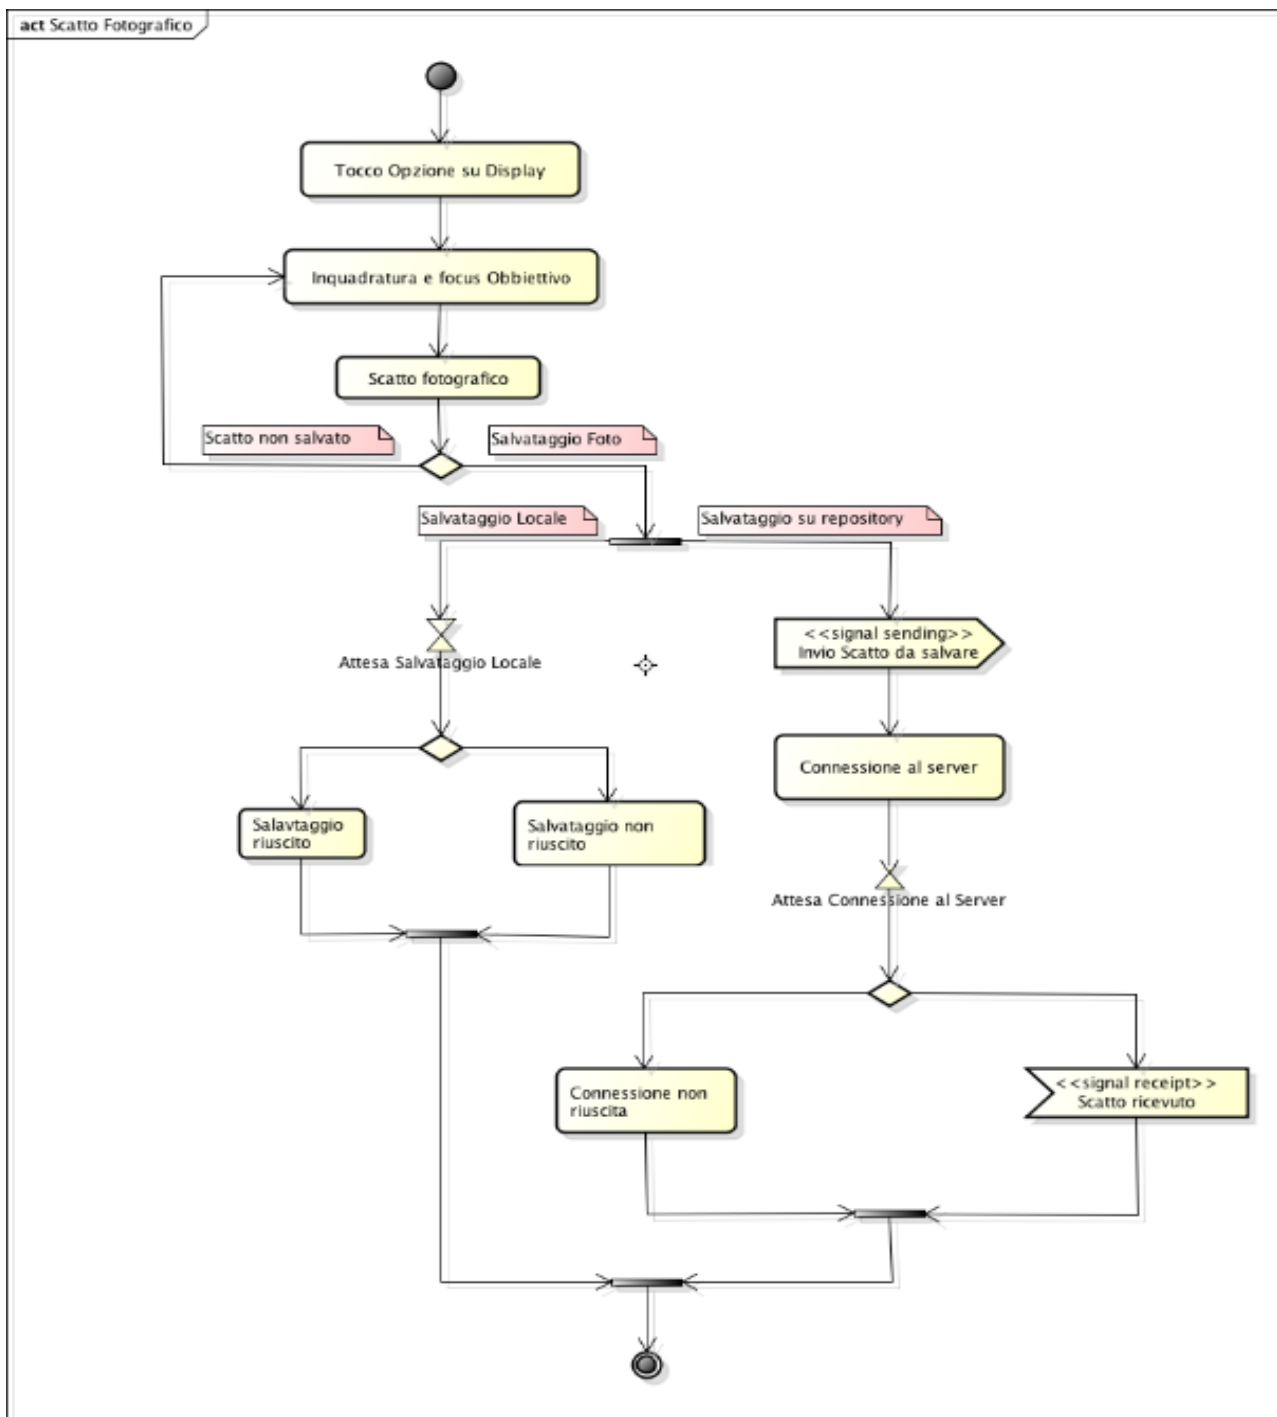 act Scatto Fotografico
Tocco Opzione su Display
Inquadratura e focus Obbiettivo
Scatto fotografico
Scatto non salvato
Salvataggio Foto
Salvataggio Locale
Salvataggio su repository
<<signal sending>>
Invio Scatto da salvare
Attesa Salvataggio Locale
Connessione al server
Salavtaggio
riuscito
Salvataggio non
riuscito
Attesa Connessione al Server
Connessione non
riuscita
<<signal receipt>>
Scatto ricevuto